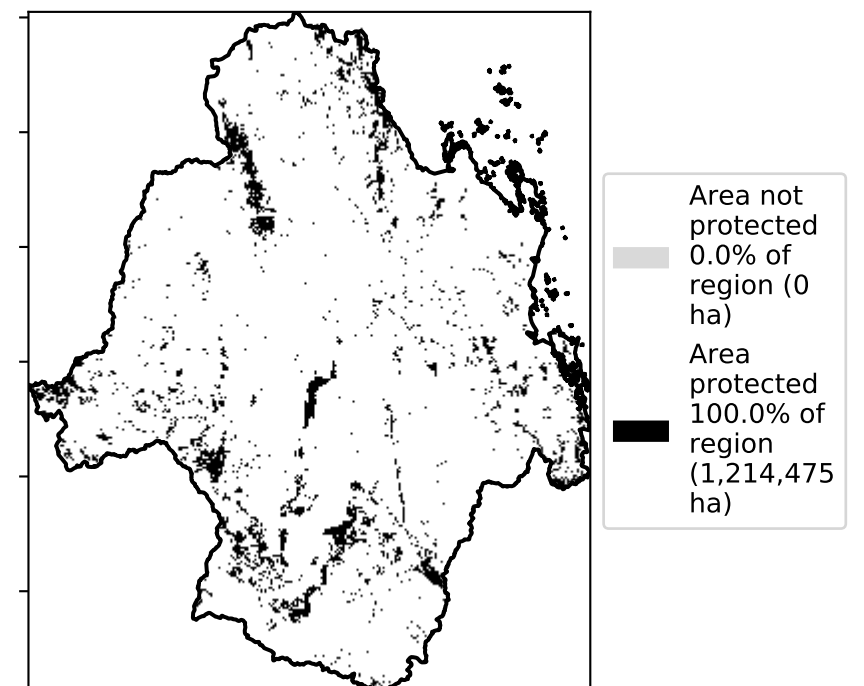 Area not
protected
0.0% of
region (0
ha)
Area
protected
100.0% of
region
(1,214,475
ha)